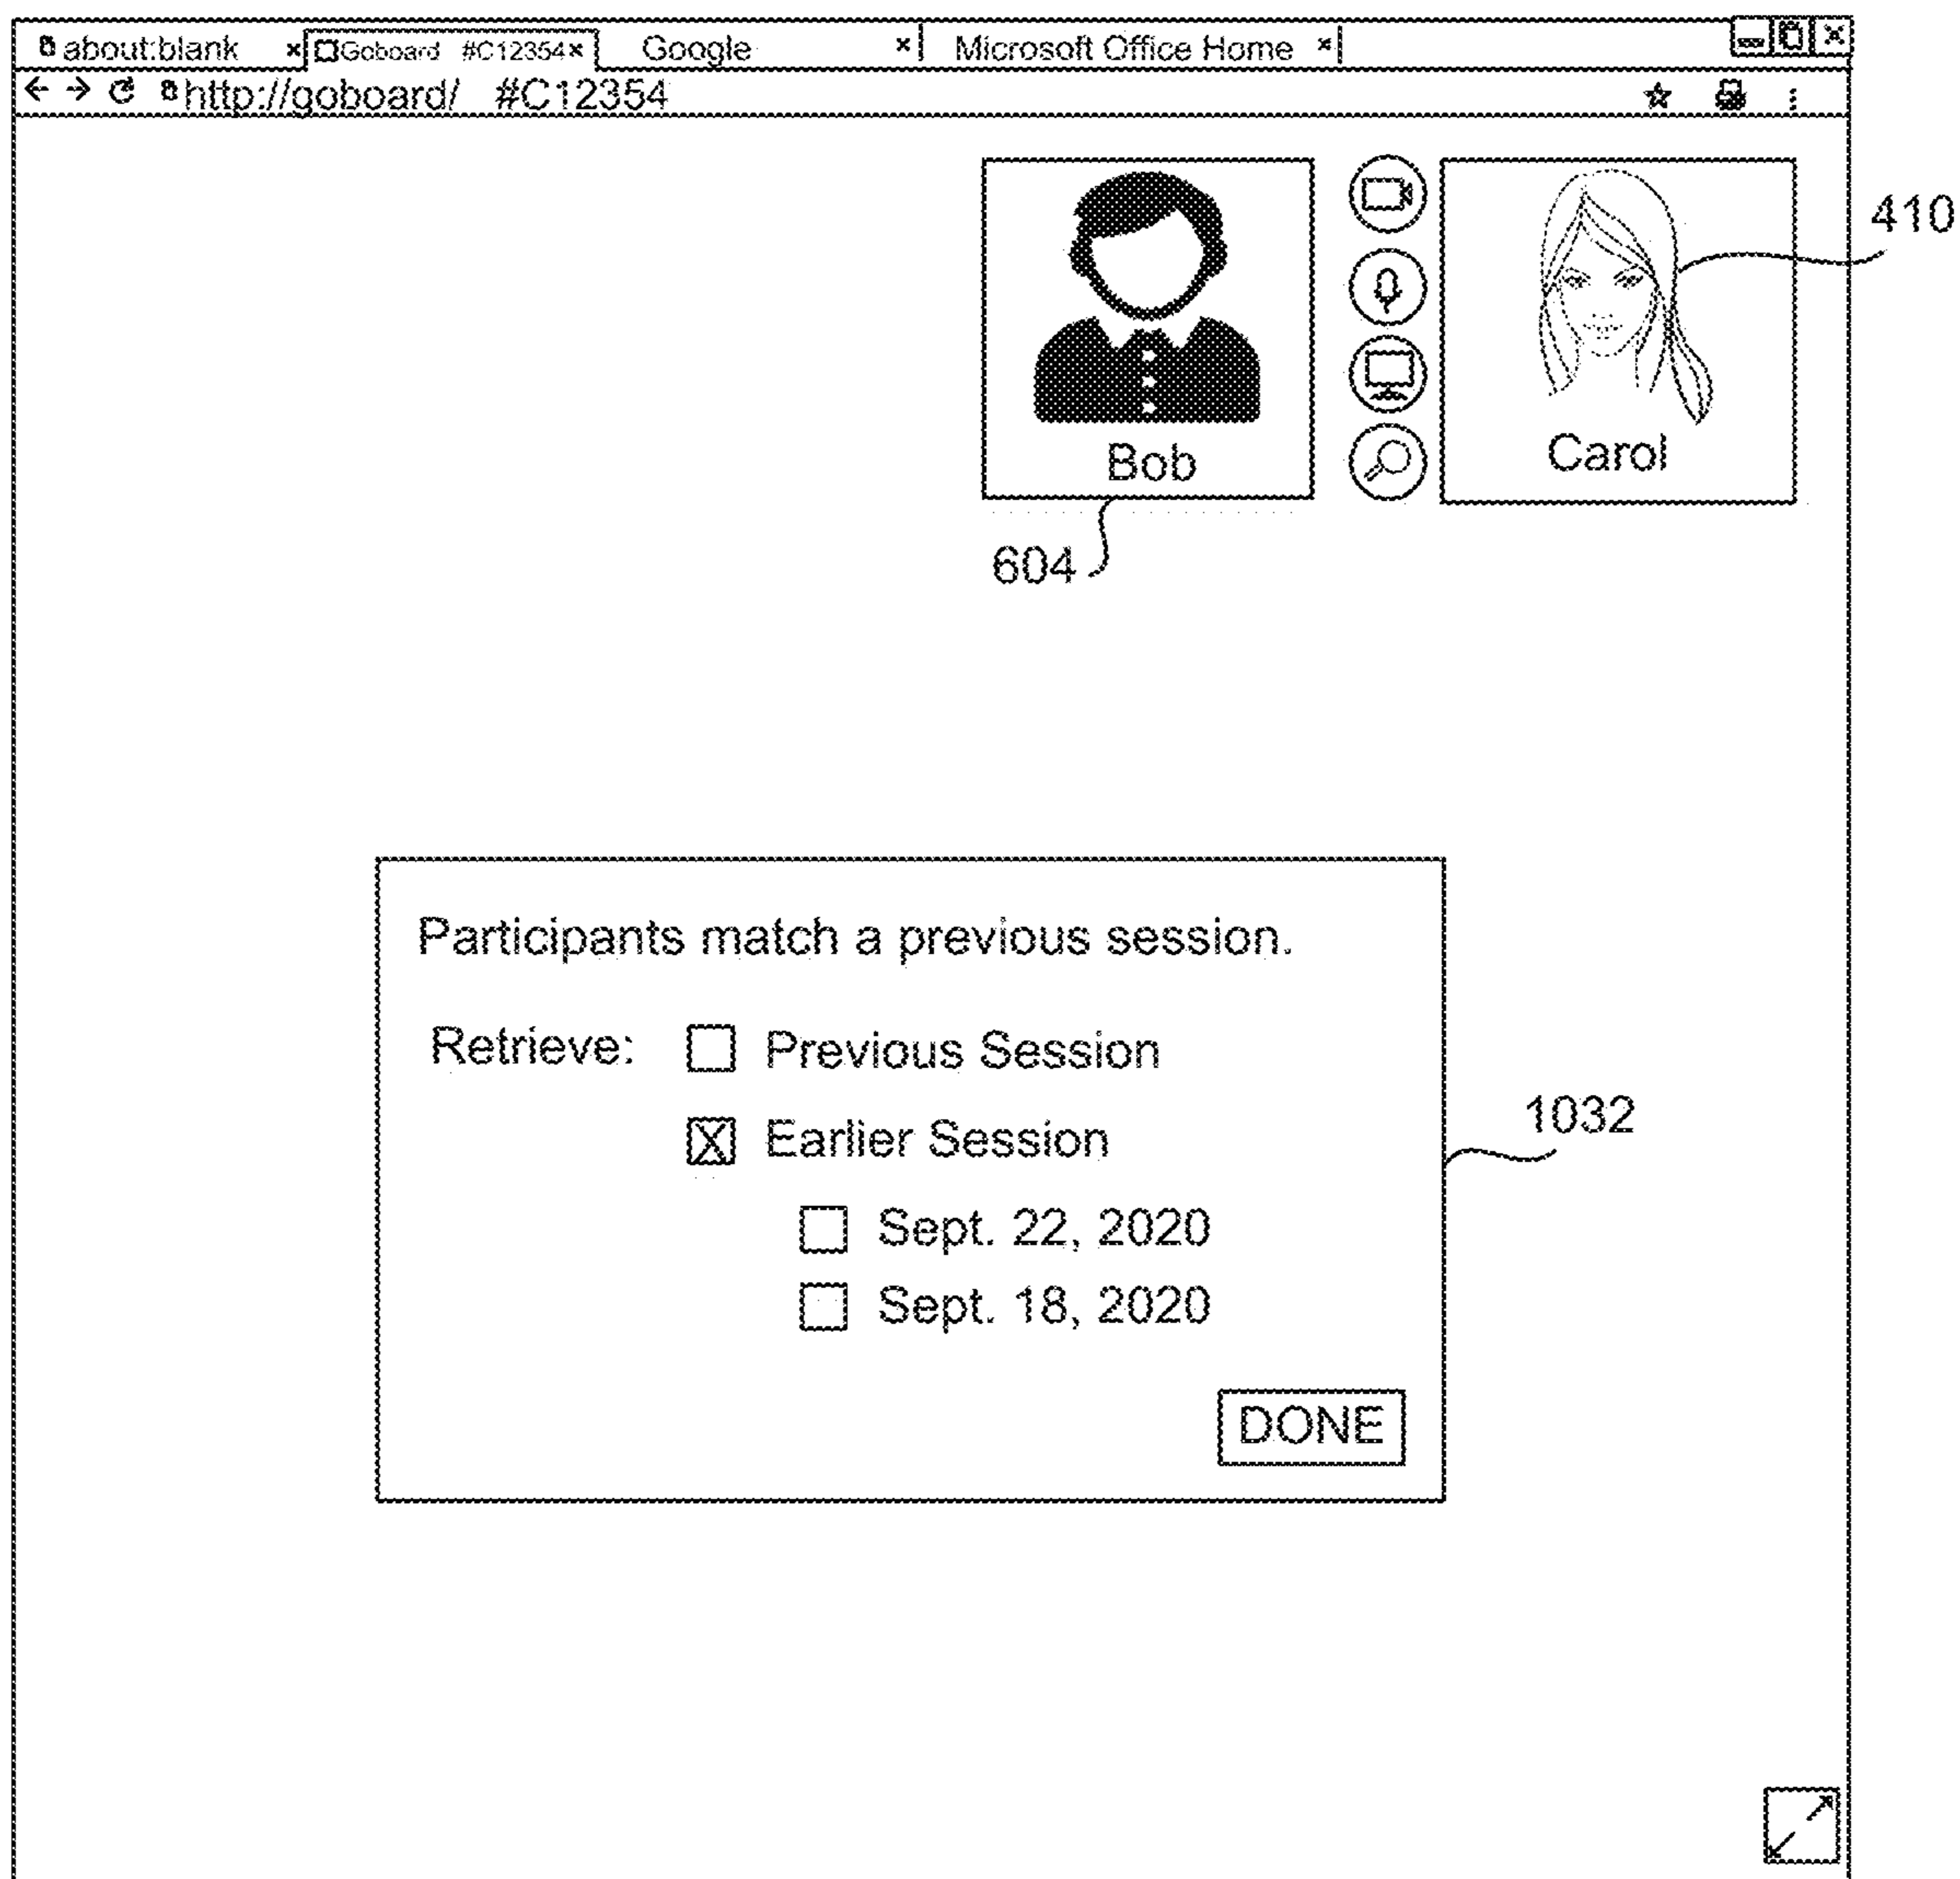 about:blank Goboard #C12354 Google Microsoft Office Home
http://goboard/ #C12354
410
Bob
Carol
604
Participants match a previous session.
Retrieve: Previous Session
X Earlier Session
1032
Sept. 22, 2020
Sept. 18, 2020
DONE